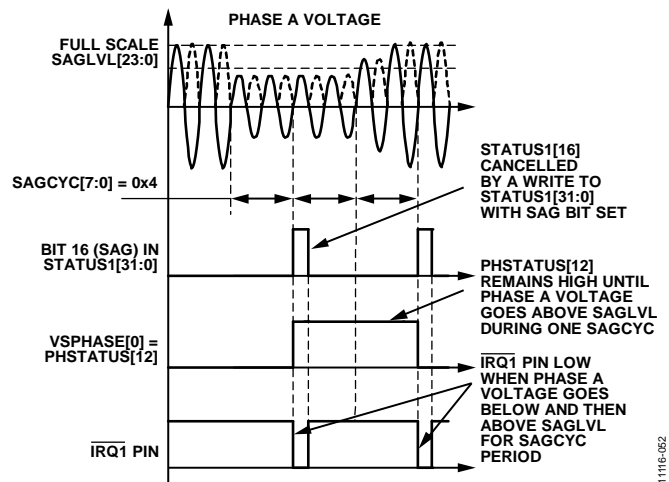 PHASE A VOLTAGE
FULL SCALE
SAGLVL[23:0]
SAGCYC[7:0] = 0x4
STATUS1[16]
CANCELLED
BY A WRITE TO
STATUS1[31:0]
WITH SAG BIT SET
BIT 16 (SAG) IN
STATUS1[31:0]
PHSTATUS[12]
REMAINS HIGH UNTIL
PHASE A VOLTAGE
GOES ABOVE SAGLVL
DURING ONE SAGCYC
VSPHASE[0] =
PHSTATUS[12]
IRQ1 PIN LOW
WHEN PHASE A
VOLTAGE GOES
BELOW AND THEN
ABOVE SAGLVL
FOR SAGCYC
PERIOD
IRQ1 PIN
11116-052